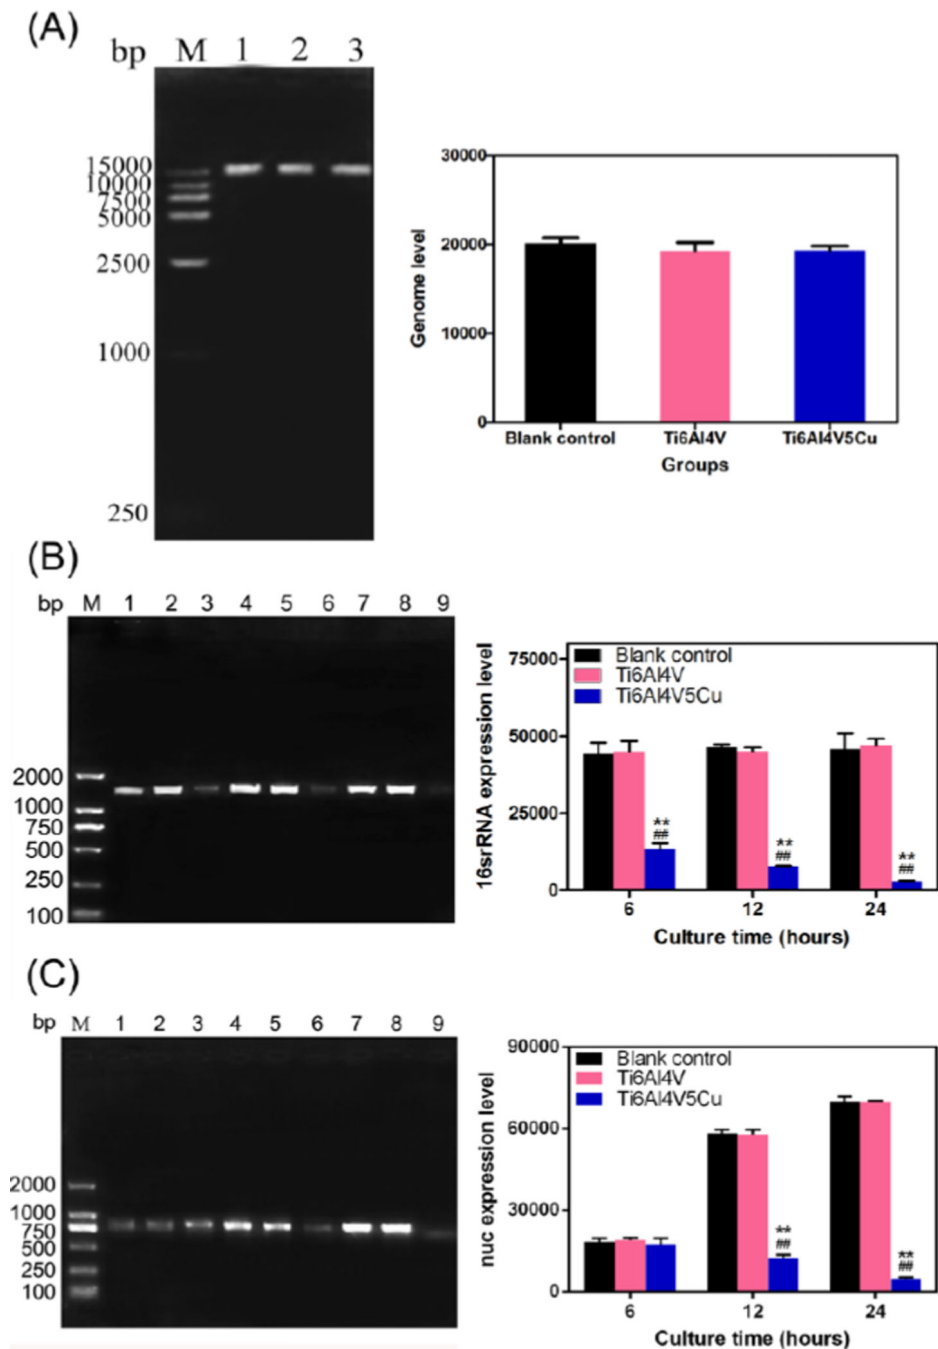 (A)
bp M 1 2 3
15000
10000
7500
5000
2500
1000
250
30000
20000
10000
0
Genome level
Blank control Ti6Al4V Ti6Al4V5Cu
Groups
(B)
bp M 1 2 3 4 5 6 7 8 9
2000
1000
750
500
250
100
75000
50000
25000
0
16srRNA expression level
Blank control
Ti6Al4V
Ti6Al4V5Cu
**
##
**
##
**
##
6 12 24
Culture time (hours)
(C)
bp M 1 2 3 4 5 6 7 8 9
2000
1000
750
500
250
100
90000
60000
30000
0
nuc expression level
Blank control
Ti6Al4V
Ti6Al4V5Cu
**
##
**
##
6 12 24
Culture time (hours)